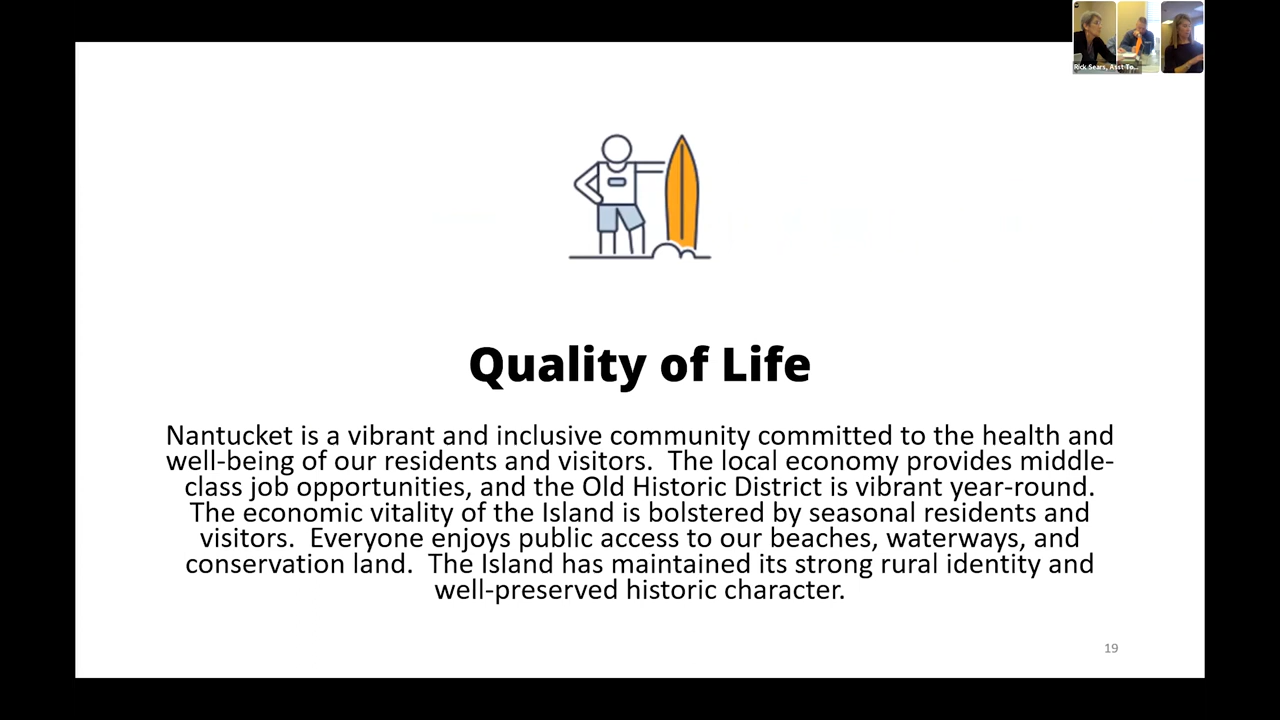 Rick Sears, Asst To...
Quality of Life
Nantucket is a vibrant and inclusive community committed to the health and
well-being of our residents and visitors.  The local economy provides middle-
class job opportunities, and the Old Historic District is vibrant year-round.
The economic vitality of the Island is bolstered by seasonal residents and
visitors.  Everyone enjoys public access to our beaches, waterways, and
conservation land.  The Island has maintained its strong rural identity and
well-preserved historic character.
19